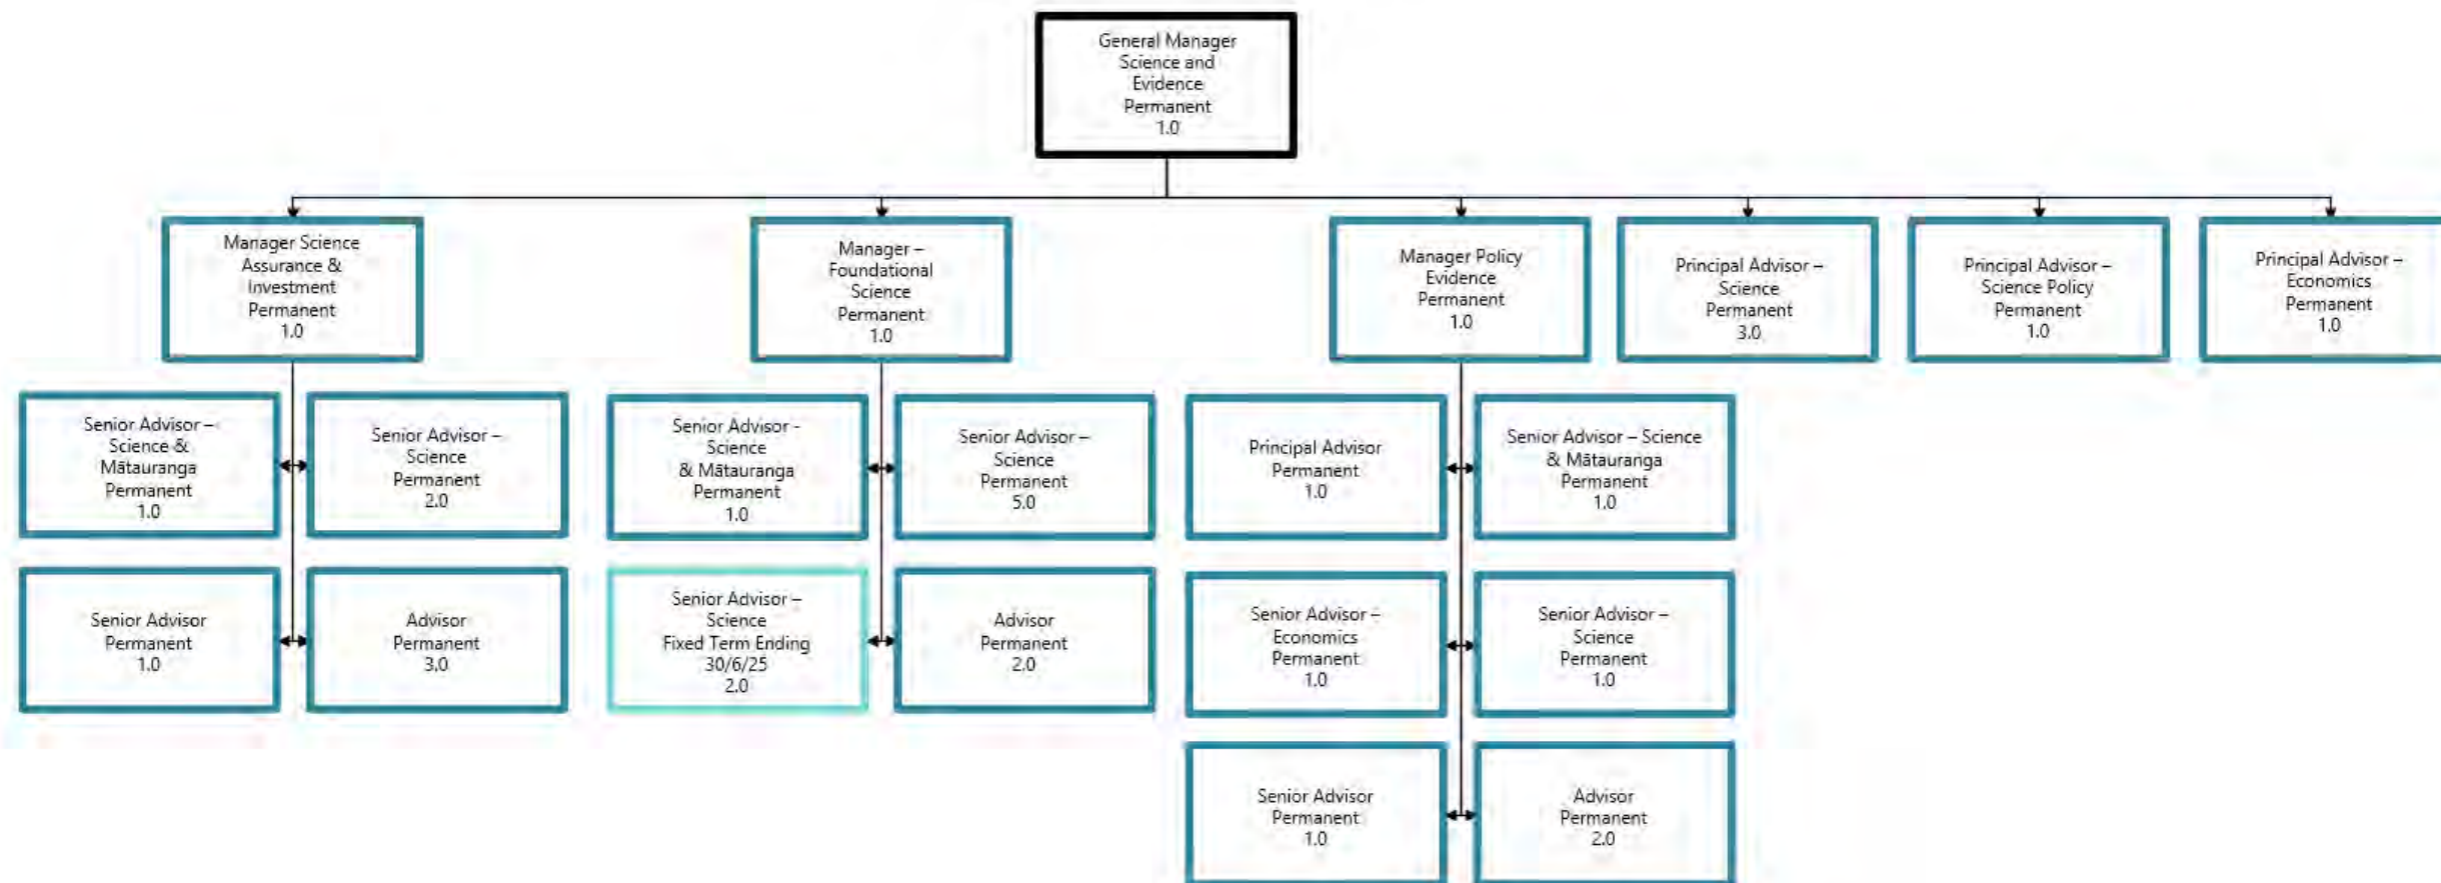 General Manager
Science and
Evidence
Permanent
1.0
Manager Science
Assurance &
Investment
Permanent
1.0
Manager –
Foundational
Science
Permanent
1.0
Manager Policy
Evidence
Permanent
1.0
Principal Advisor –
Science
Permanent
3.0
Principal Advisor –
Science Policy
Permanent
1.0
Principal Advisor –
Economics
Permanent
1.0
Senior Advisor –
Science &
Mātauranga
Permanent
1.0
Senior Advisor –
Science
Permanent
2.0
Senior Advisor -
Science
& Mātauranga
Permanent
1.0
Senior Advisor –
Science
Permanent
5.0
Principal Advisor
Permanent
1.0
Senior Advisor – Science
& Mātauranga
Permanent
1.0
Senior Advisor
Permanent
1.0
Advisor
Permanent
3.0
Senior Advisor –
Science
Fixed Term Ending
30/6/25
2.0
Advisor
Permanent
2.0
Senior Advisor –
Economics
Permanent
1.0
Senior Advisor –
Science
Permanent
1.0
Senior Advisor
Permanent
1.0
Advisor
Permanent
2.0